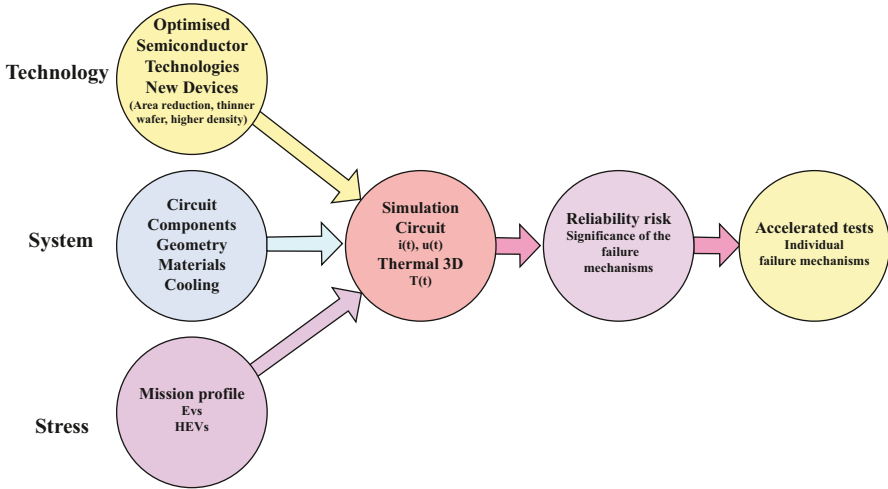 Technology
Optimised
Semiconductor
Technologies
New Devices
(Area reduction, thinner
wafer, higher density)
System
Circuit
Components
Geometry
Materials
Cooling
Stress
Mission profile
Evs
HEVs
Simulation
Circuit
i(t), u(t)
Thermal 3D
T(t)
Reliability risk
Significance of the
failure
mechanisms
Accelerated tests
Individual
failure mechanisms